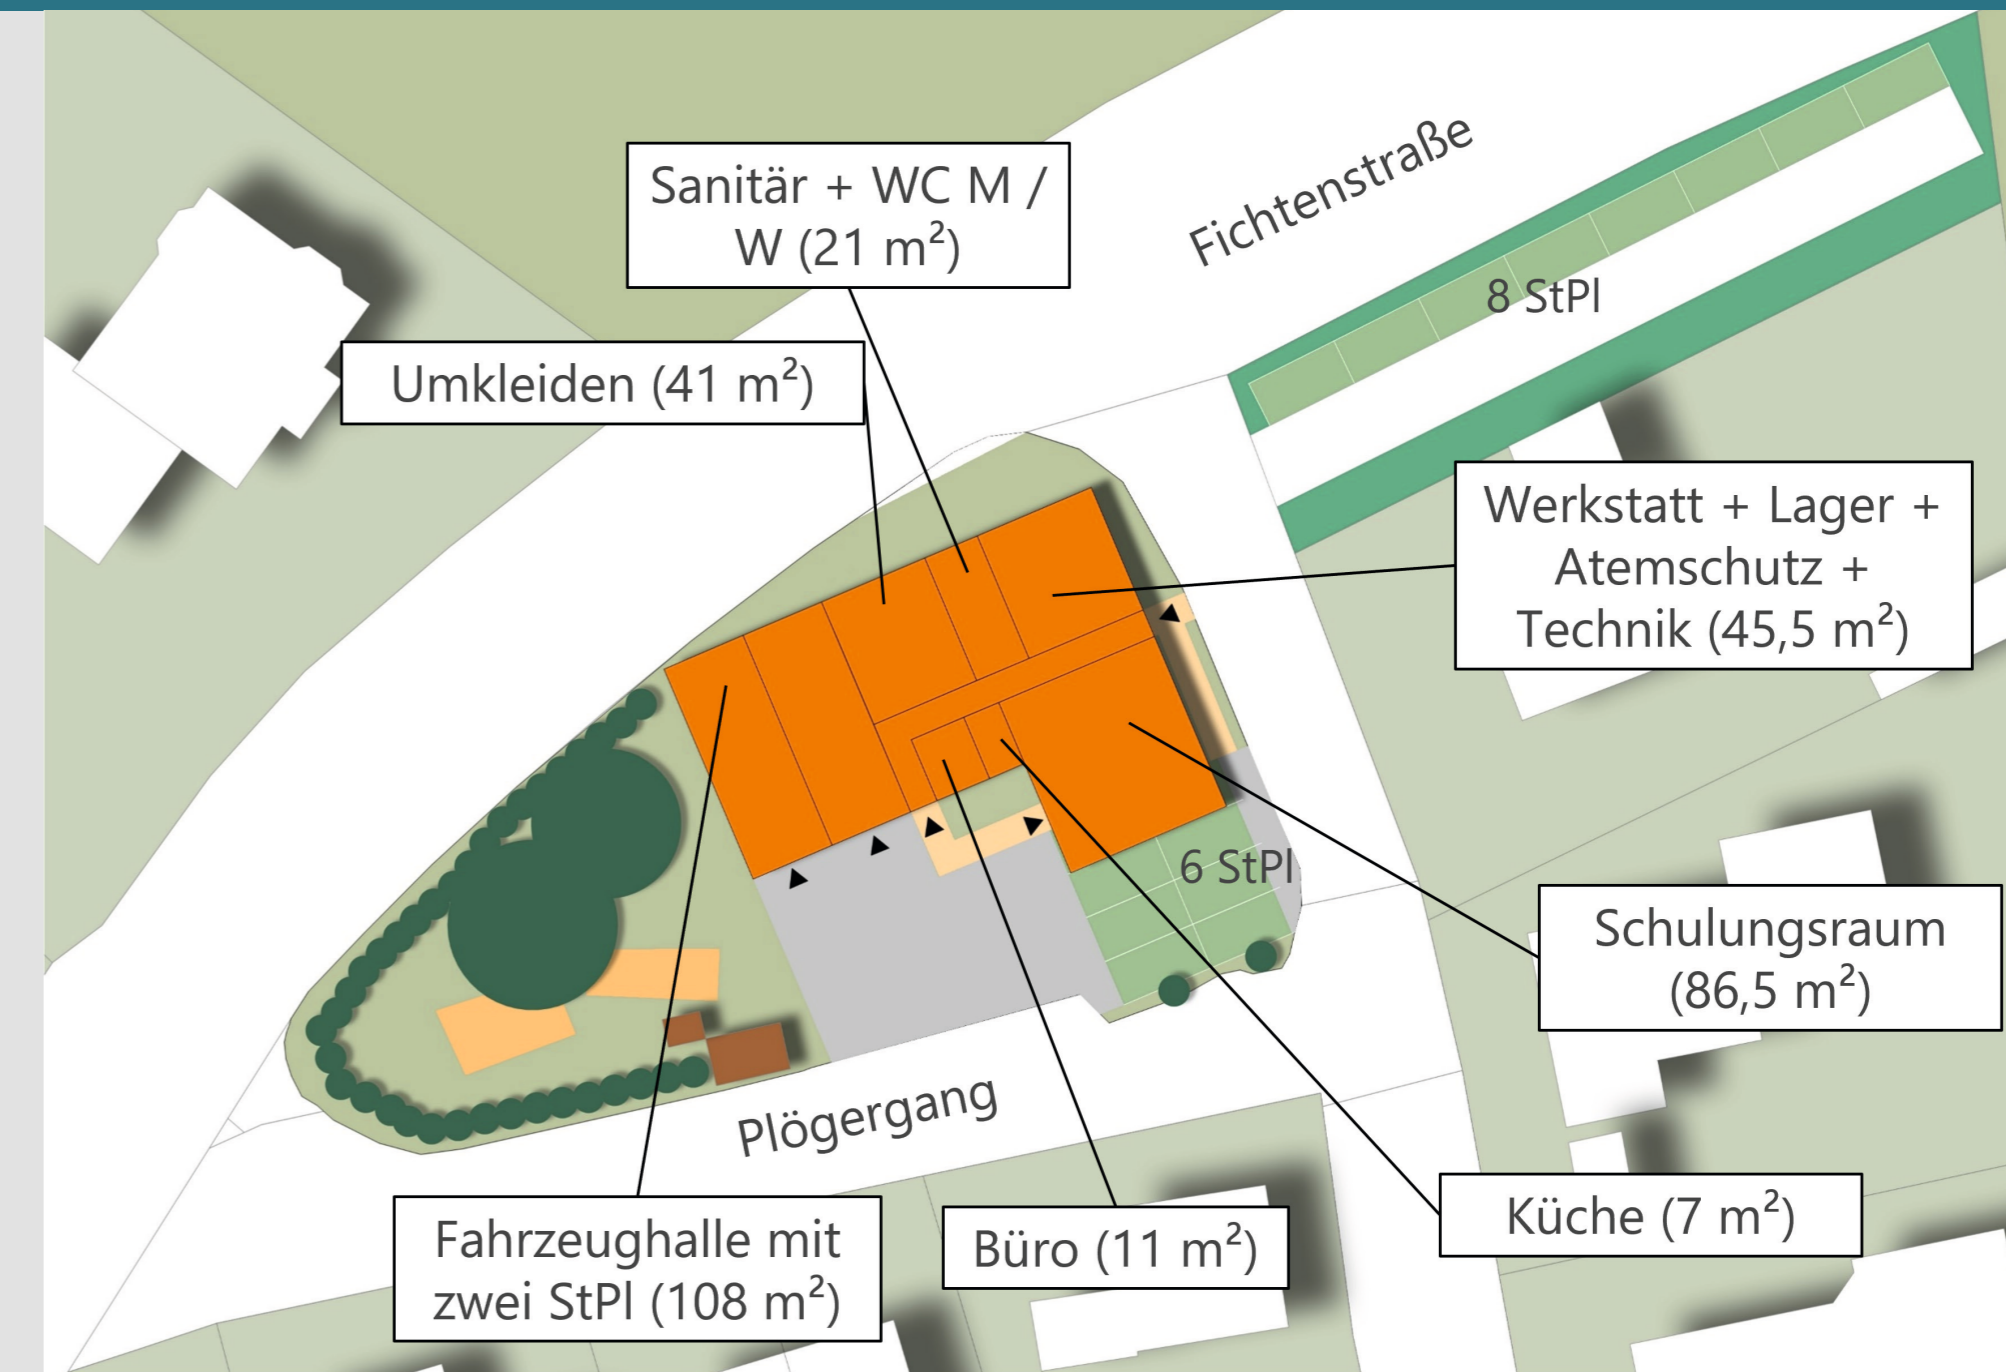 Sanitär + WC M /
W (21 m²)
Fichtenstraße
8 StPl
Umkleiden (41 m²)
Werkstatt + Lager +
Atemschutz +
Technik (45,5 m²)
6 StPl
Schulungsraum
(86,5 m²)
Plögergang
Fahrzeughalle mit
zwei StPl (108 m²)
Büro (11 m²)
Küche (7 m²)